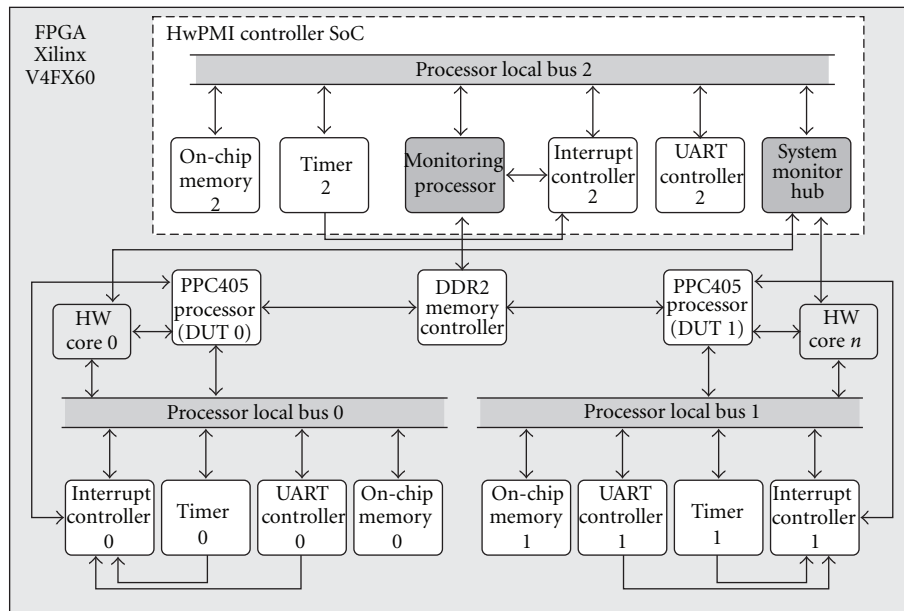 FPGA
Xilinx
V4FX60
HwPMI controller SoC
Processor local bus 2
On-chip
memory
2
Timer
2
Monitoring
processor
Interrupt
controller
2
UART
controller
2
System
monitor
hub
PPC405
processor
(DUT 0)
DDR2
memory
controller
PPC405
processor
(DUT 1)
HW
core 0
HW
core n
Processor local bus 0
Processor local bus 1
Interrupt
controller
0
Timer
0
UART
controller
0
On-chip
memory
0
On-chip
memory
1
UART
controller
1
Timer
1
Interrupt
controller
1